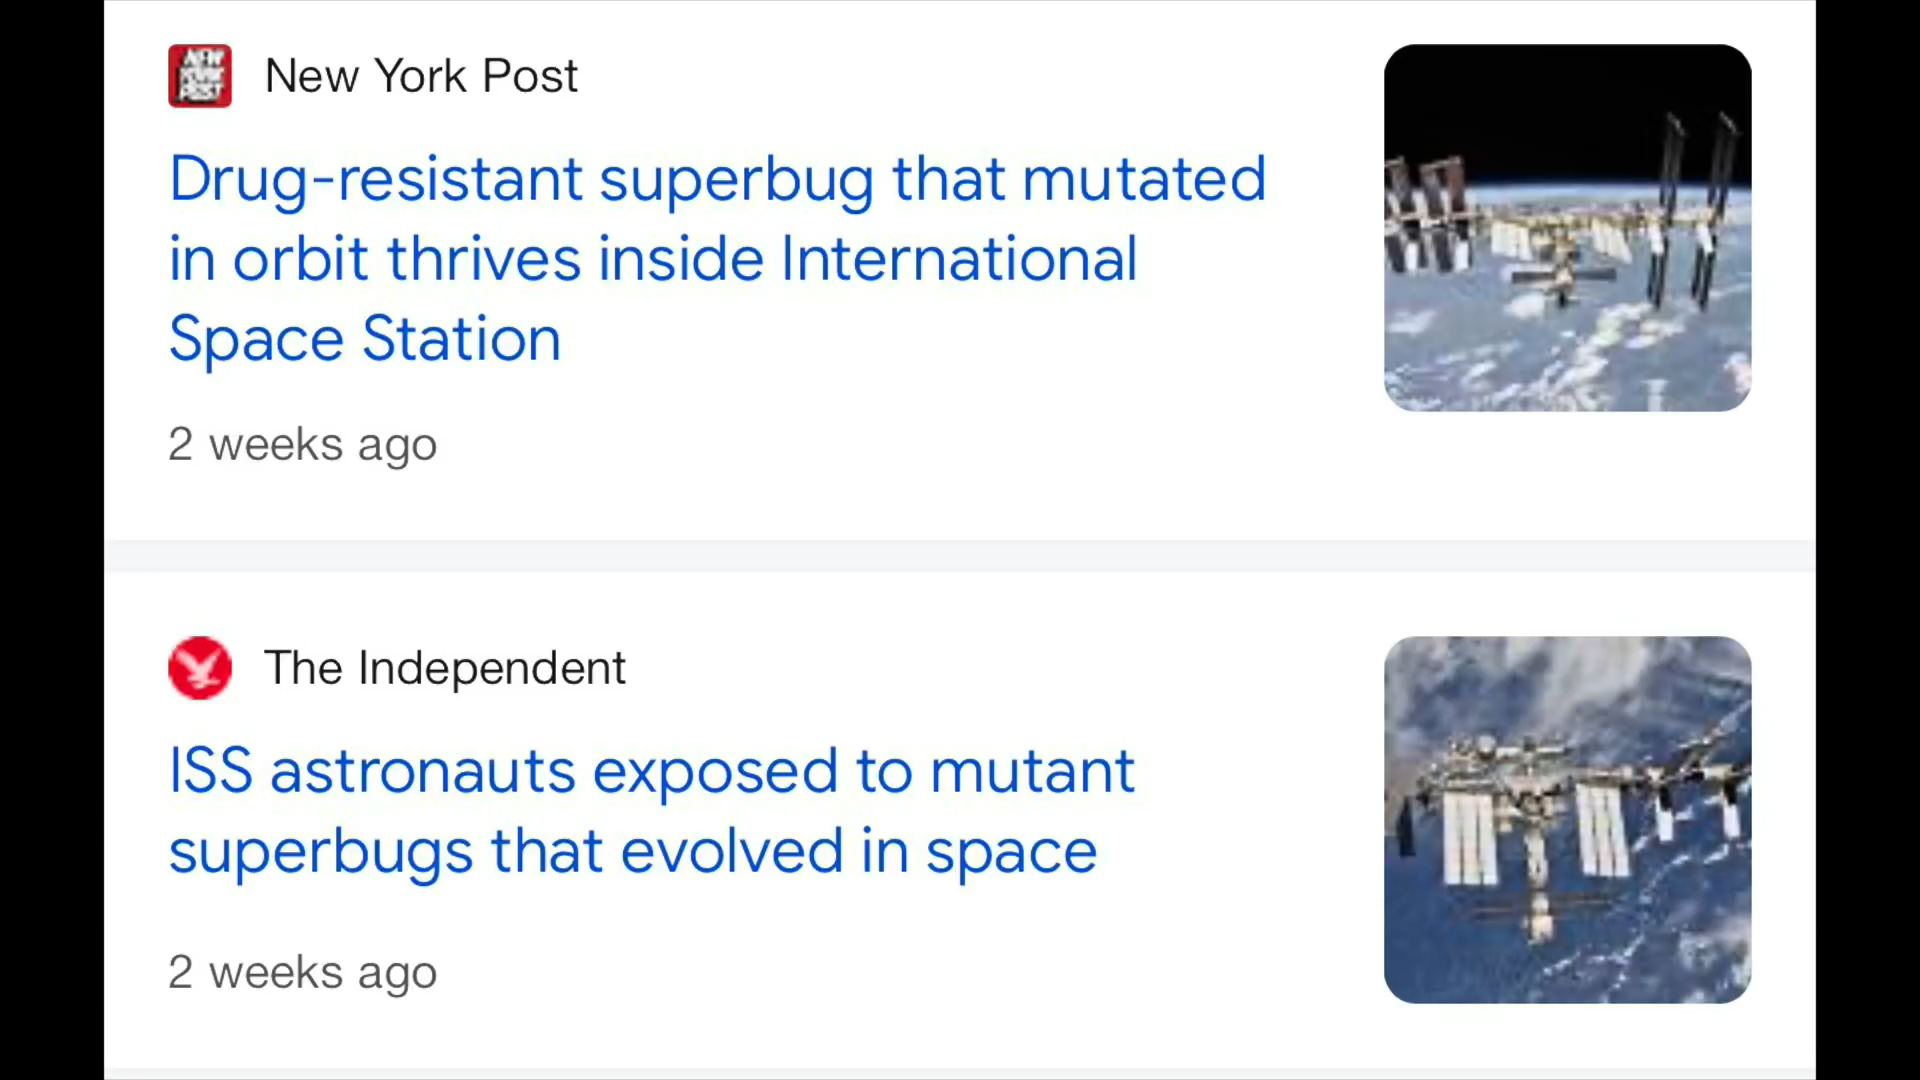 New York Post
Drug-resistant superbug that mutated
in orbit thrives inside International
Space Station
2 weeks ago
The Independent
ISS astronauts exposed to mutant
superbugs that evolved in space
2 weeks ago